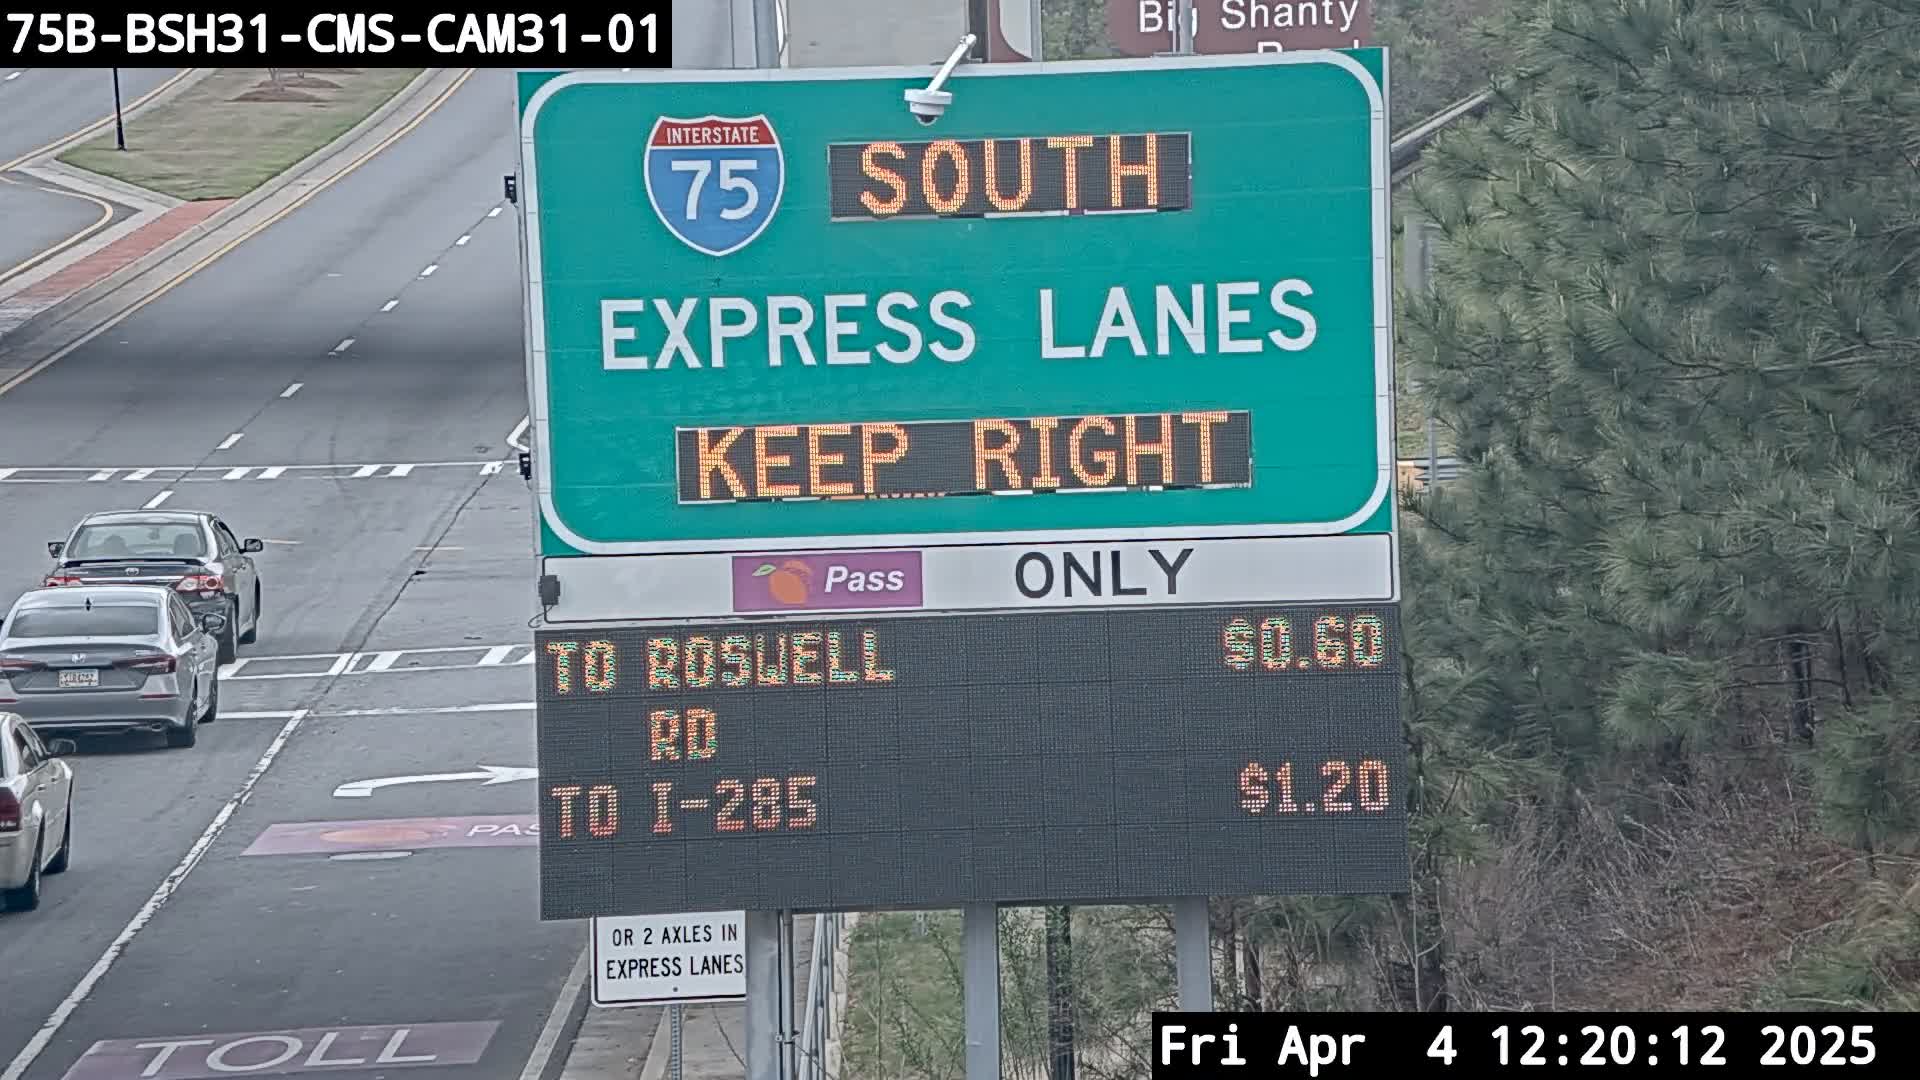 75B-BSH31-CMS-CAM31-01
Big Shanty
Road
INTERSTATE
75
SOUTH
EXPRESS LANES
KEEP RIGHT
Pass ONLY
TO ROSWELL $0.60
RD
TO I-285 $1.20
OR 2 AXLES IN
EXPRESS LANES
TOLL
Fri Apr 4 12:20:12 2025